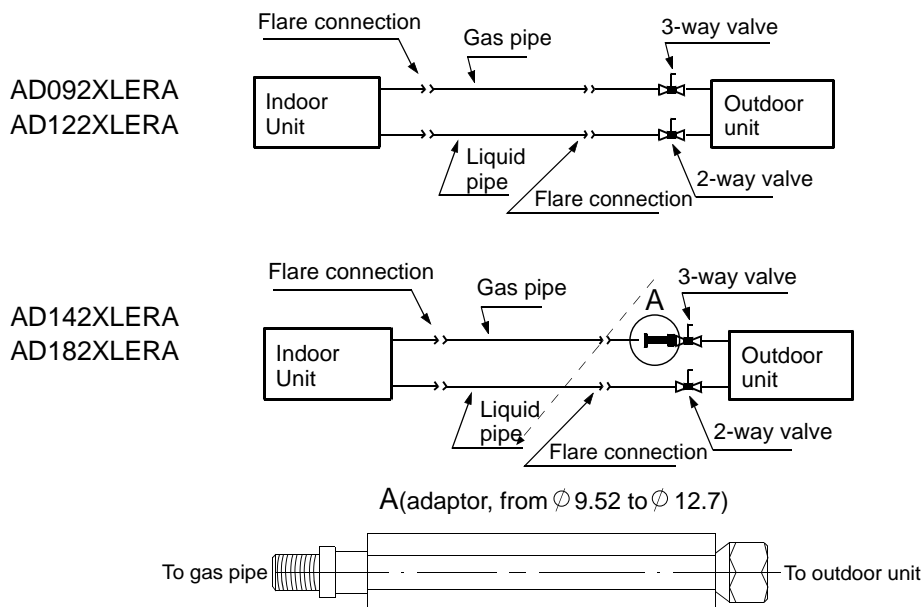 Flare connection
Gas pipe
3-way valve
AD092XLERA
AD122XLERA
Indoor
Unit
Outdoor
unit
Liquid
pipe
Flare connection
2-way valve
Flare connection
Gas pipe
A
3-way valve
AD142XLERA
AD182XLERA
Indoor
Unit
Outdoor
unit
Liquid
pipe
Flare connection
2-way valve
A(adaptor, from ∅ 9.52 to ∅ 12.7)
To gas pipe
To outdoor unit